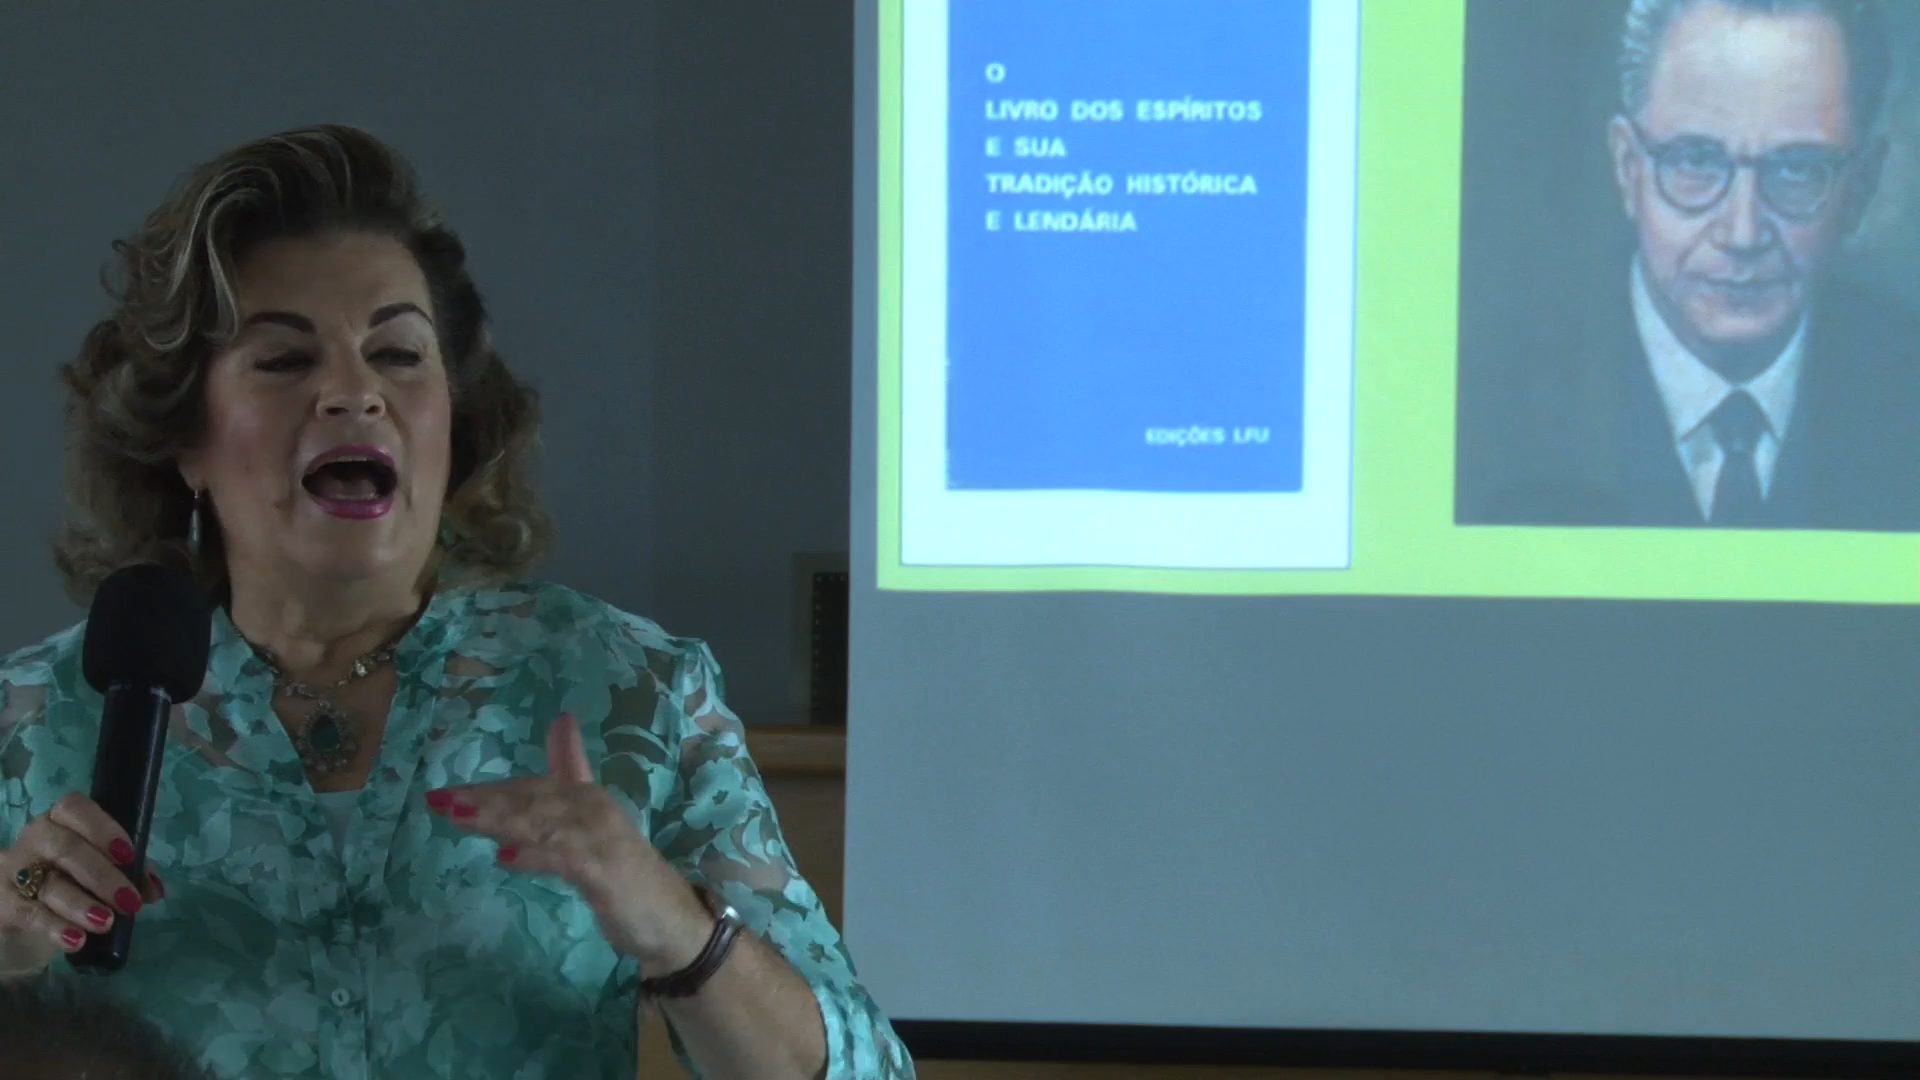 O
LIVRO DOS ESPÍRITOS
E SUA
TRADIÇÃO HISTÓRICA
E LENDÁRIA
EDIÇÕES LFU